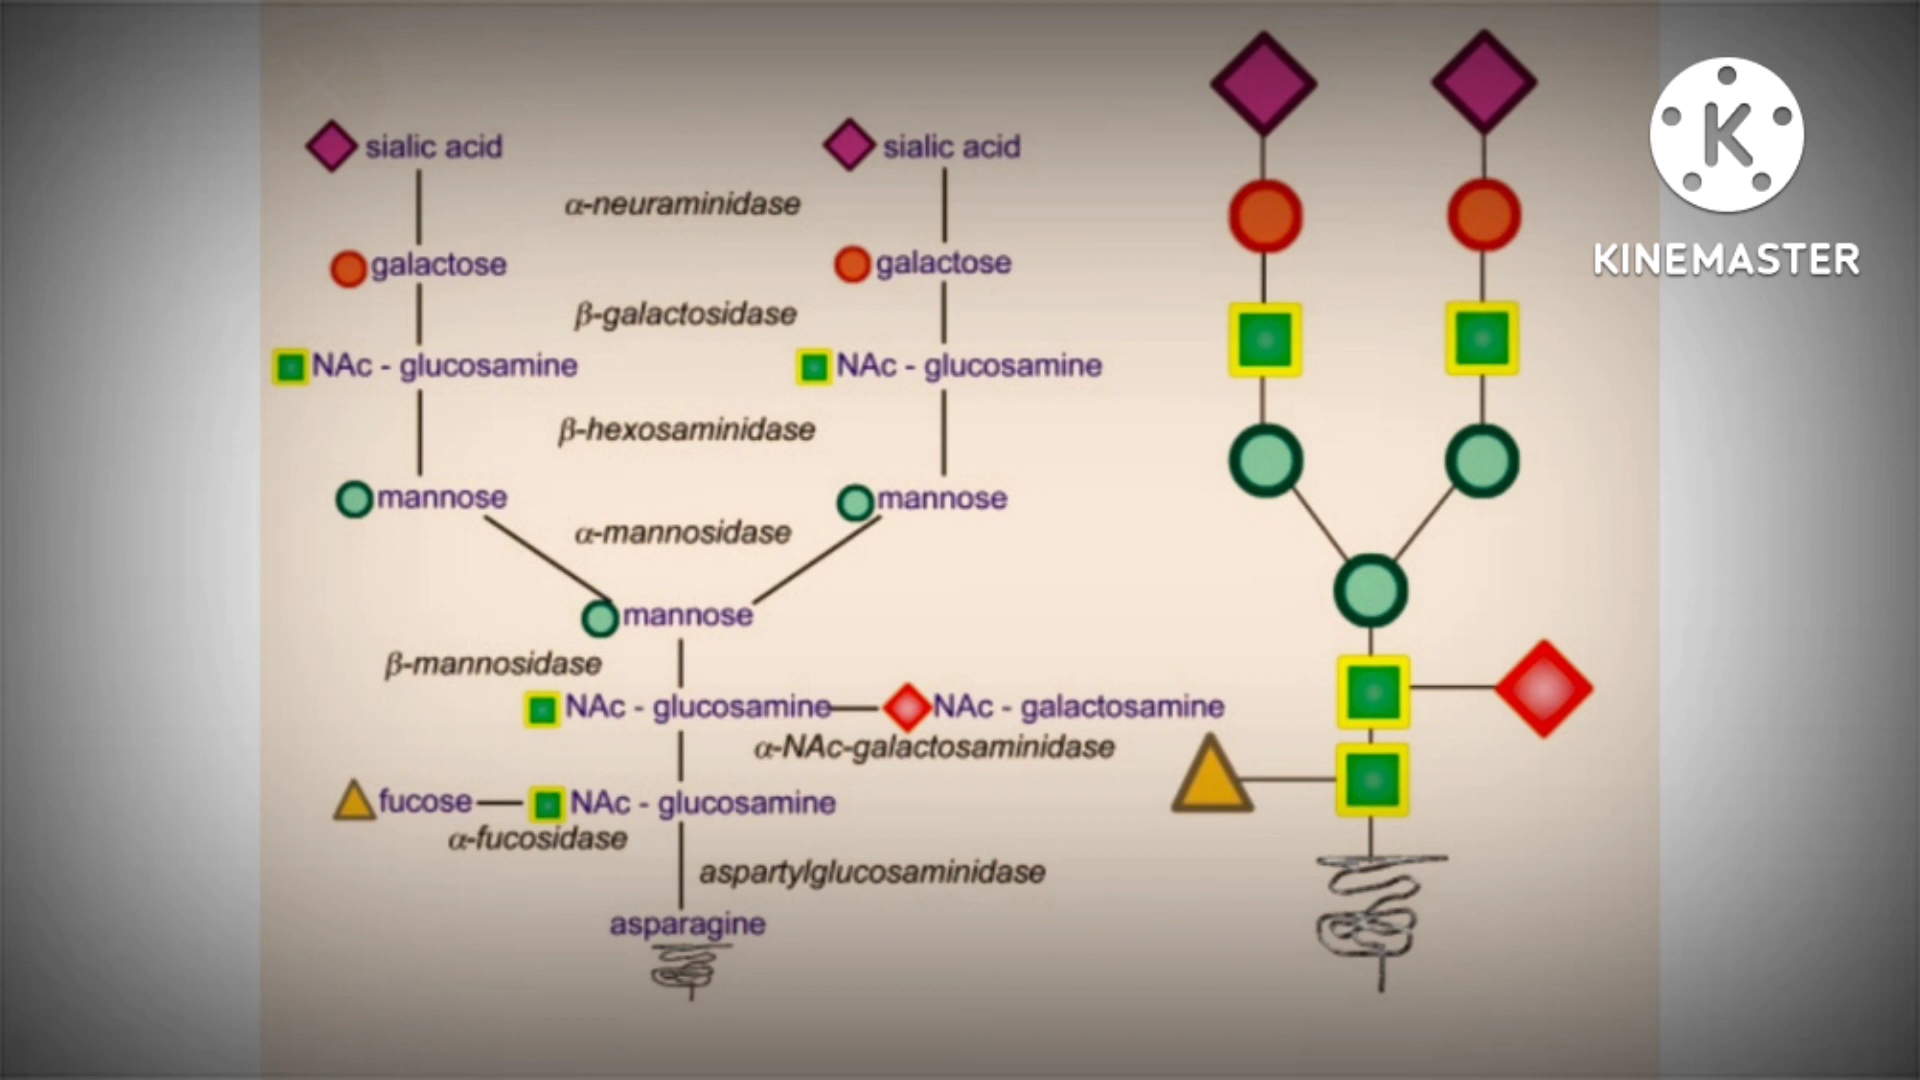 sialic acid
sialic acid
α-neuraminidase
galactose
galactose
β-galactosidase
NAc - glucosamine
NAc - glucosamine
β-hexosaminidase
mannose
mannose
α-mannosidase
mannose
β-mannosidase
NAc - glucosamine
NAc - galactosamine
α-NAc-galactosaminidase
fucose
NAc - glucosamine
α-fucosidase
aspartylglucosaminidase
asparagine
K
KINEMASTER